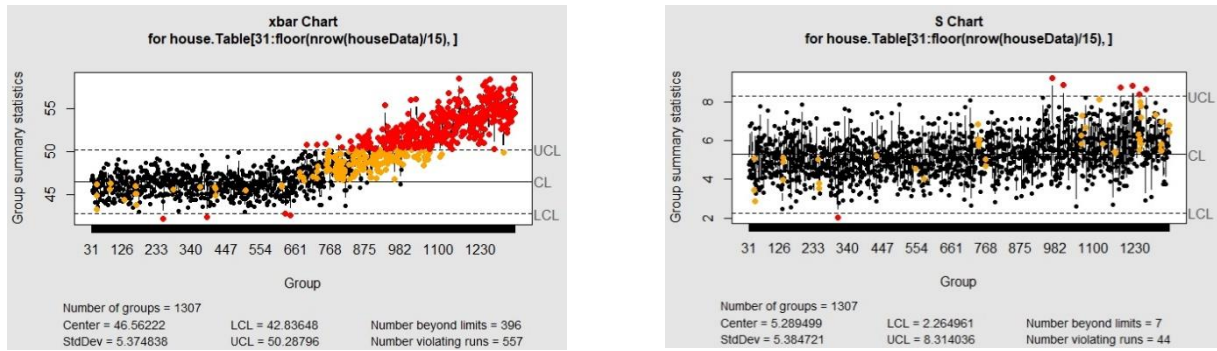 xbar Chart
for house.Table[31:floor(nrow(houseData)/15), ]
Group summary statistics
55
50
45
UCL
CL
LCL
31 126 233 340 447 554 661 768 875 982 1100 1230
Group
Number of groups = 1307
Center = 46.56222 LCL = 42.83648 Number beyond limits = 396
StdDev = 5.374838 UCL = 50.28796 Number violating runs = 557
S Chart
for house.Table[31:floor(nrow(houseData)/15), ]
Group summary statistics
8
6
4
2
UCL
CL
LCL
31 126 233 340 447 554 661 768 875 982 1100 1230
Group
Number of groups = 1307
Center = 5.289499 LCL = 2.264961 Number beyond limits = 7
StdDev = 5.384721 UCL = 8.314036 Number violating runs = 44